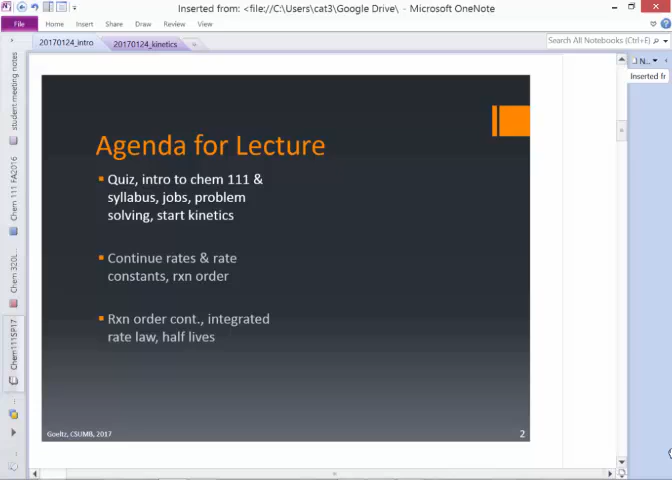 Inserted from: <file://C:\Users\cat3\Google Drive\ - Microsoft OneNote
File Home Insert Share Draw Review View
20170124_intro 20170124_kinetics
Search All Notebooks (Ctrl+E)
N...
Inserted fr
student meeting notes
Chem 111 FA2016
Chem 320L...
Chem111SP17
Agenda for Lecture
Quiz, intro to chem 111 &
syllabus, jobs, problem
solving, start kinetics
Continue rates & rate
constants, rxn order
Rxn order cont., integrated
rate law, half lives
Goeltz, CSUMB, 2017
2